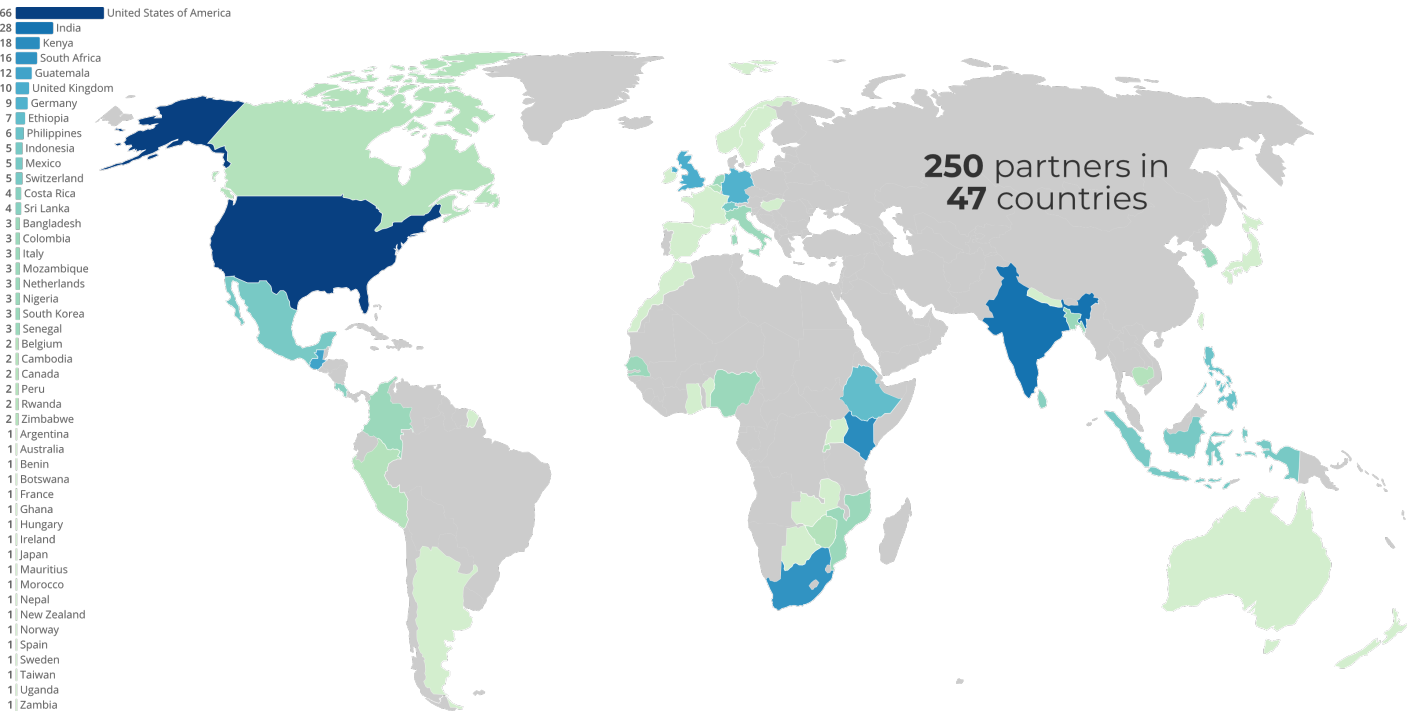 66 United States of America
28 India
18 Kenya
16 South Africa
12 Guatemala
10 United Kingdom
9 Germany
7 Ethiopia
6 Philippines
5 Indonesia
5 Mexico
5 Switzerland
4 Costa Rica
4 Sri Lanka
3 Bangladesh
3 Colombia
3 Italy
3 Mozambique
3 Netherlands
3 Nigeria
3 South Korea
3 Senegal
2 Belgium
2 Cambodia
2 Canada
2 Peru
2 Rwanda
2 Zimbabwe
1 Argentina
1 Australia
1 Benin
1 Botswana
1 France
1 Ghana
1 Hungary
1 Ireland
1 Japan
1 Mauritius
1 Morocco
1 Nepal
1 New Zealand
1 Norway
1 Spain
1 Sweden
1 Taiwan
1 Uganda
1 Zambia
250 partners in
47 countries